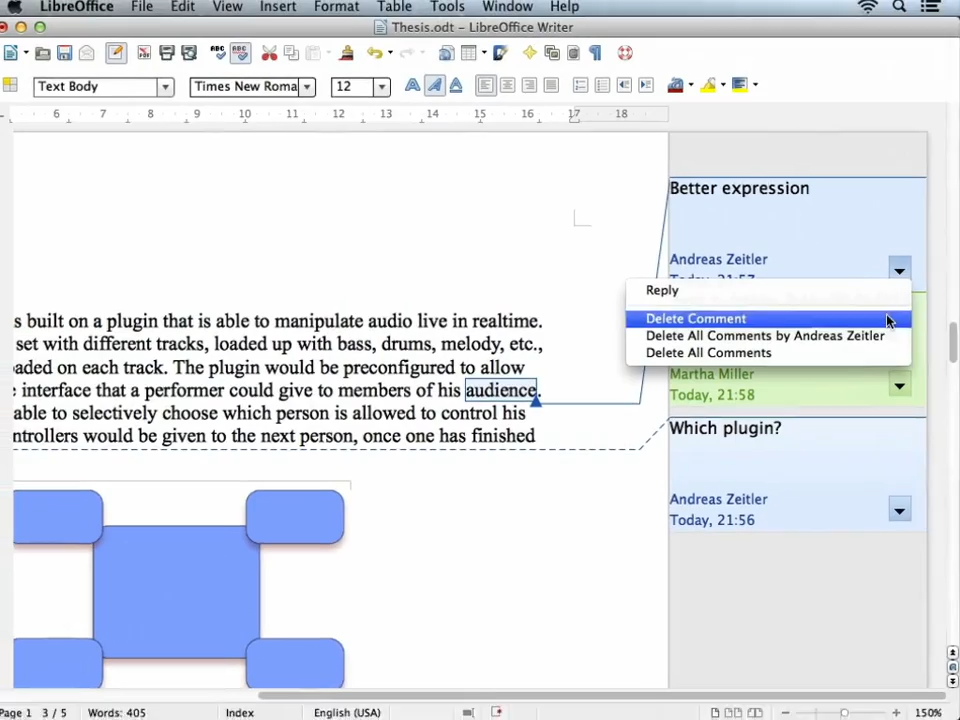 LibreOffice File Edit View Insert Format Table Tools Window Help
Thesis.odt – LibreOffice Writer
Text Body Times New Roma 12
6 7 8 9 10 11 12 13 14 15 16 17 18
Better expression
Andreas Zeitler
Today, 21:57
Reply
Delete Comment
Delete All Comments by Andreas Zeitler
Delete All Comments
Martha Miller
Today, 21:58
s built on a plugin that is able to manipulate audio live in realtime.
set with different tracks, loaded up with bass, drums, melody, etc.,
oaded on each track. The plugin would be preconfigured to allow
interface that a performer could give to members of his audience.
able to selectively choose which person is allowed to control his
ntrollers would be given to the next person, once one has finished
Which plugin?
Andreas Zeitler
Today, 21:56
Page 1 3 / 5 Words: 405 Index English (USA) 150%